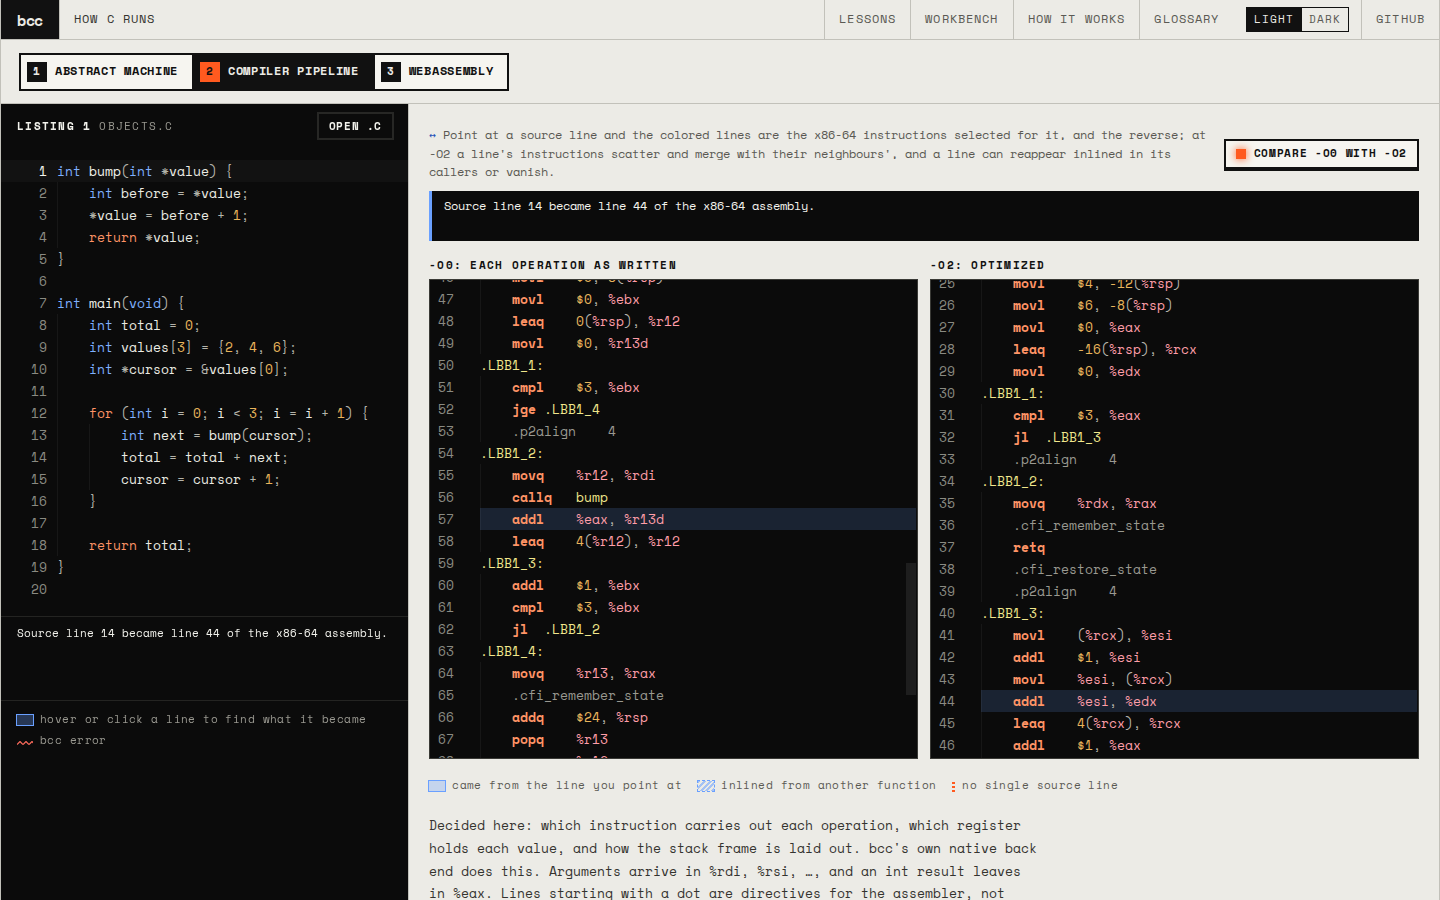 bcc HOW C RUNS LESSONS WORKBENCH HOW IT WORKS GLOSSARY LIGHT DARK GITHUB
1 ABSTRACT MACHINE 2 COMPILER PIPELINE 3 WEBASSEMBLY
LISTING 1 OBJECTS.C OPEN .C
1 int bump(int *value) {
2 int before = *value;
3 *value = before + 1;
4 return *value;
5 }
6
7 int main(void) {
8 int total = 0;
9 int values[3] = {2, 4, 6};
10 int *cursor = &values[0];
11
12 for (int i = 0; i < 3; i = i + 1) {
13 int next = bump(cursor);
14 total = total + next;
15 cursor = cursor + 1;
16 }
17
18 return total;
19 }
20
Source line 14 became line 44 of the x86-64 assembly.
hover or click a line to find what it became
bcc error
↔ Point at a source line and the colored lines are the x86-64 instructions selected for it, and the reverse; at
-O2 a line's instructions scatter and merge with their neighbours', and a line can reappear inlined in its
callers or vanish.
COMPARE -O0 WITH -O2
Source line 14 became line 44 of the x86-64 assembly.
-O0: EACH OPERATION AS WRITTEN
47 movl $0, %ebx
48 leaq 0(%rsp), %r12
49 movl $0, %r13d
50 .LBB1_1:
51 cmpl $3, %ebx
52 jge .LBB1_4
53 .p2align 4
54 .LBB1_2:
55 movq %r12, %rdi
56 callq bump
57 addl %eax, %r13d
58 leaq 4(%r12), %r12
59 .LBB1_3:
60 addl $1, %ebx
61 cmpl $3, %ebx
62 jl .LBB1_2
63 .LBB1_4:
64 movq %r13, %rax
65 .cfi_remember_state
66 addq $24, %rsp
67 popq %r13
-O2: OPTIMIZED
25 movl $4, -12(%rsp)
26 movl $6, -8(%rsp)
27 movl $0, %eax
28 leaq -16(%rsp), %rcx
29 movl $0, %edx
30 .LBB1_1:
31 cmpl $3, %eax
32 jl .LBB1_3
33 .p2align 4
34 .LBB1_2:
35 movq %rdx, %rax
36 .cfi_remember_state
37 retq
38 .cfi_restore_state
39 .p2align 4
40 .LBB1_3:
41 movl (%rcx), %esi
42 addl $1, %esi
43 movl %esi, (%rcx)
44 addl %esi, %edx
45 leaq 4(%rcx), %rcx
46 addl $1, %eax
came from the line you point at inlined from another function no single source line
Decided here: which instruction carries out each operation, which register
holds each value, and how the stack frame is laid out. bcc's own native back
end does this. Arguments arrive in %rdi, %rsi, …, and an int result leaves
in %eax. Lines starting with a dot are directives for the assembler, not